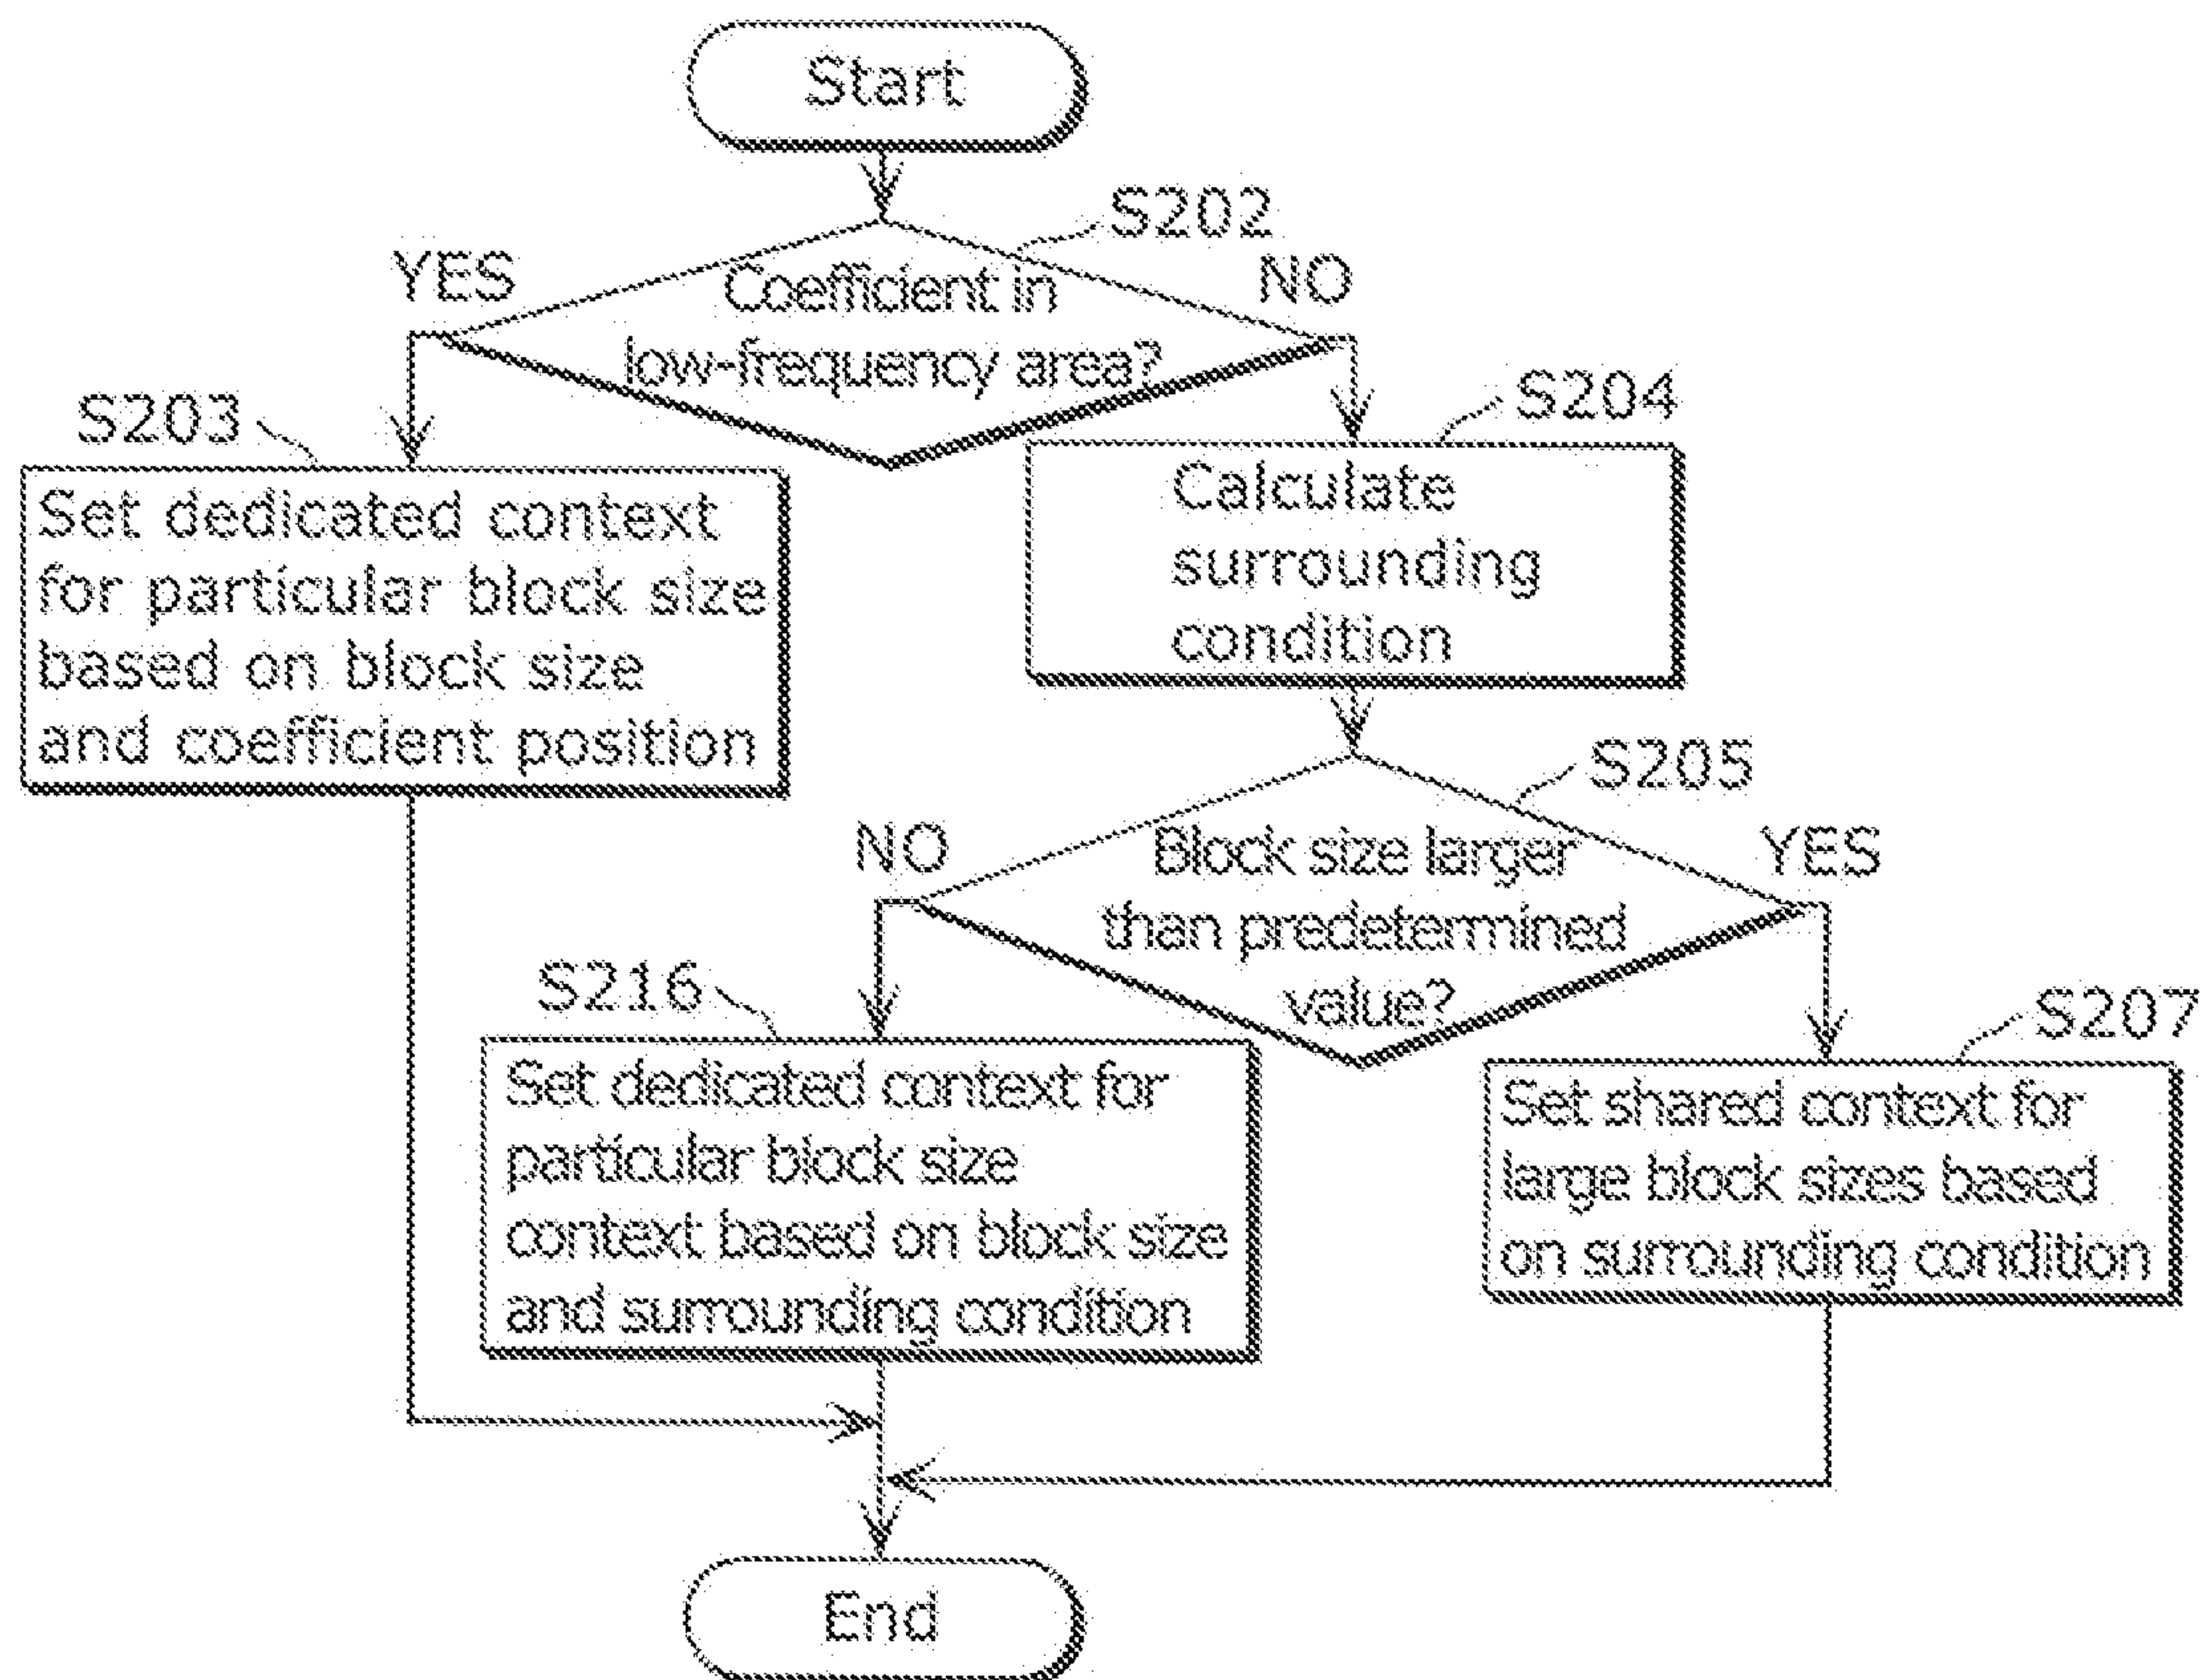 Start
S202
YES
NO
Coefficient in
low-frequency area?
S203
S204
Set dedicated context
for particular block size
based on block size
and coefficient position
Calculate
surrounding
condition
S205
NO
YES
Block size larger
than predetermined
value?
S216
S207
Set dedicated context for
particular block size
context based on block size
and surrounding condition
Set shared context for
large block sizes based
on surrounding condition
End